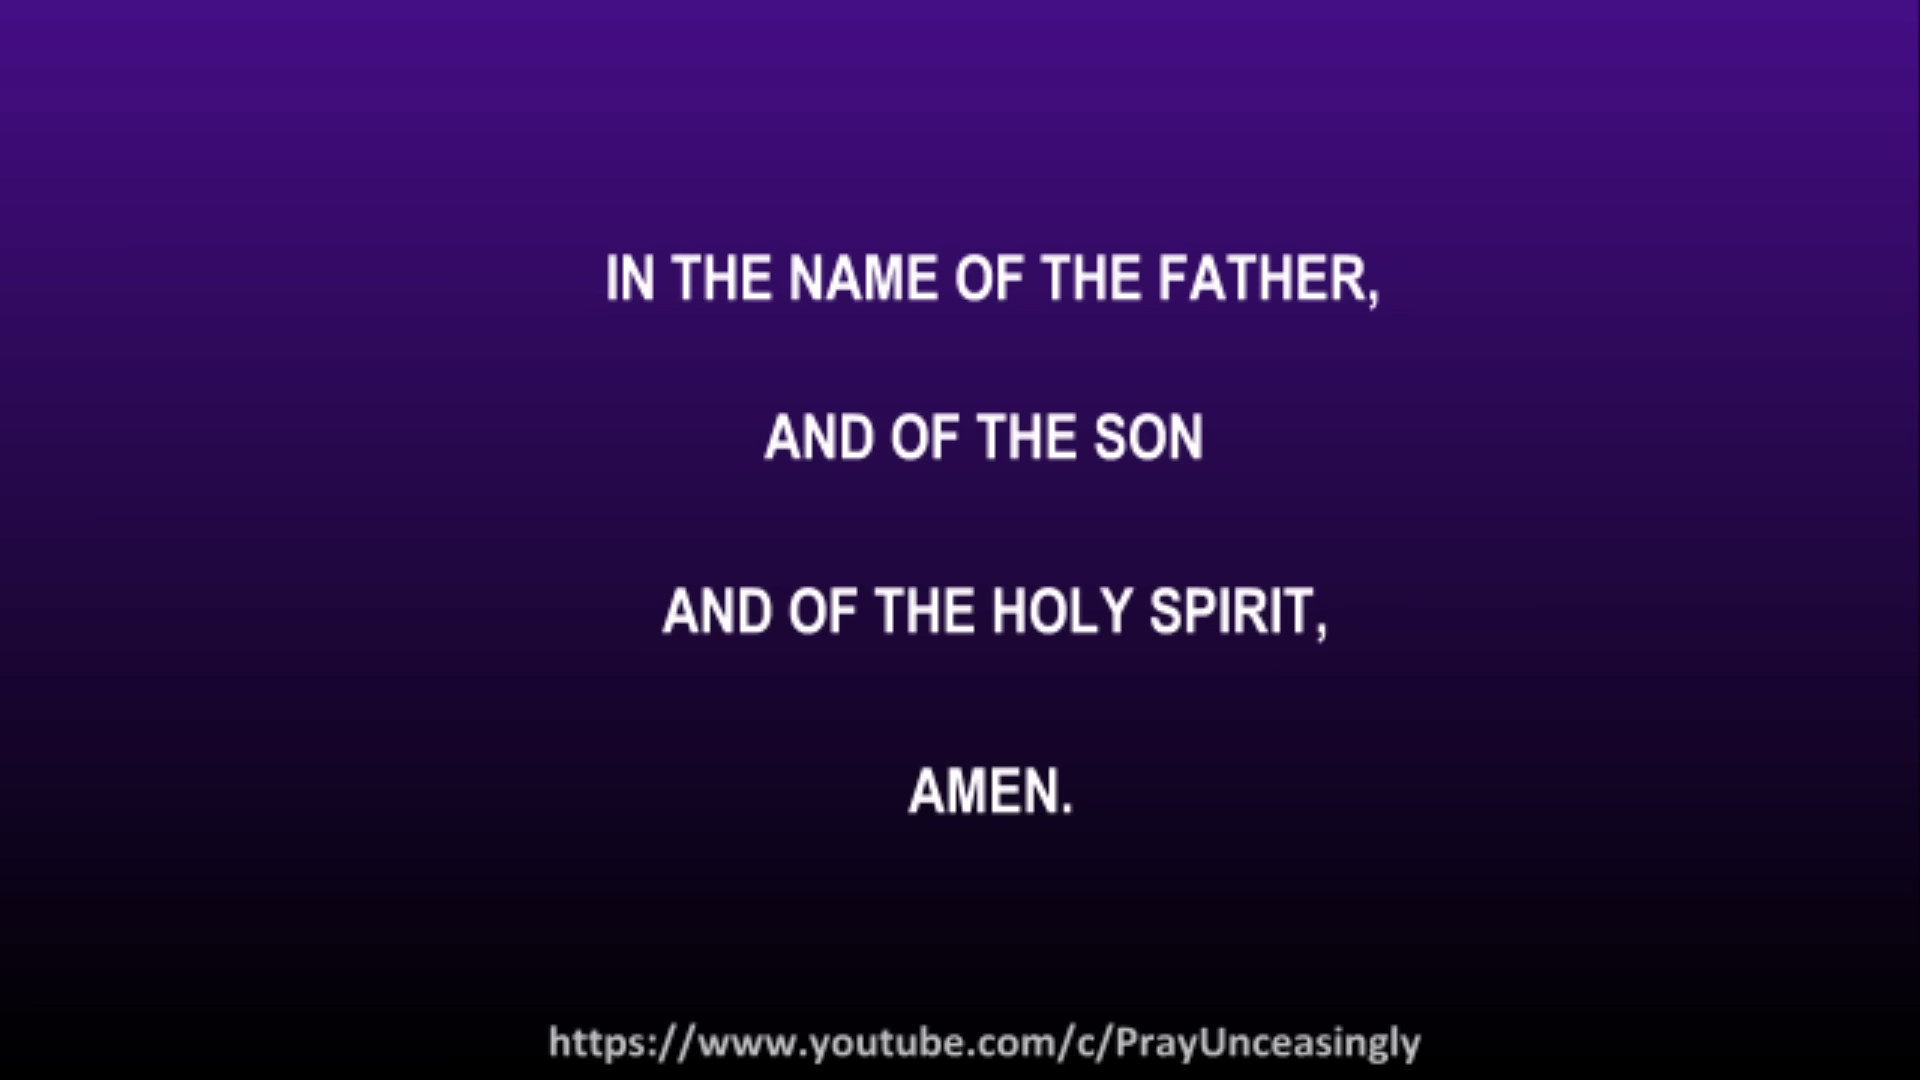 IN THE NAME OF THE FATHER,
AND OF THE SON
AND OF THE HOLY SPIRIT,
AMEN.
https://www.youtube.com/c/PrayUnceasingly